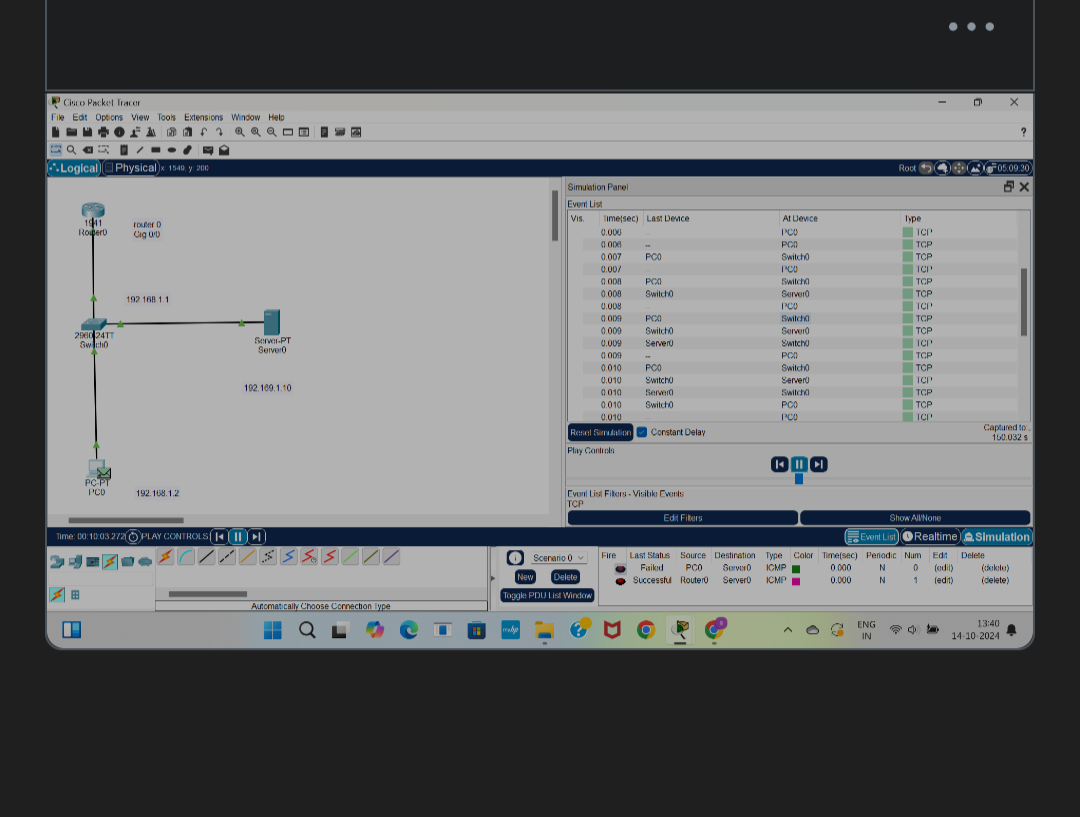 Cisco Packet Tracer
File Edit Options View Tools Extensions Window Help
?
Logical Physical x: 1549, y: 200 Root 05:09:30
1941
Router0
router 0
Gig 0/0
192.168.1.1
2960-24TT
Switch0
Server-PT
Server0
192.169.1.10
PC-PT
PC0
192.168.1.2
Simulation Panel
Event List
Vis. Time(sec) Last Device At Device Type
0.006 -- PC0 TCP
0.006 -- PC0 TCP
0.007 PC0 Switch0 TCP
0.007 -- PC0 TCP
0.008 PC0 Switch0 TCP
0.008 Switch0 Server0 TCP
0.008 -- PC0 TCP
0.009 PC0 Switch0 TCP
0.009 Switch0 Server0 TCP
0.009 Server0 Switch0 TCP
0.009 -- PC0 TCP
0.010 PC0 Switch0 TCP
0.010 Switch0 Server0 TCP
0.010 Server0 Switch0 TCP
0.010 Switch0 PC0 TCP
0.010 PC0 TCP
Reset Simulation Constant Delay Captured to:
150.032 s
Play Controls
Event List Filters - Visible Events
TCP
Edit Filters Show All/None
Time: 00:10:03.272 PLAY CONTROLS Event List Realtime Simulation
Scenario 0
New Delete
Toggle PDU List Window
Fire Last Status Source Destination Type Color Time(sec) Periodic Num Edit Delete
Failed PC0 Server0 ICMP 0.000 N 0 (edit) (delete)
Successful Router0 Server0 ICMP 0.000 N 1 (edit) (delete)
Automatically Choose Connection Type
ENG
IN
13:40
14-10-2024